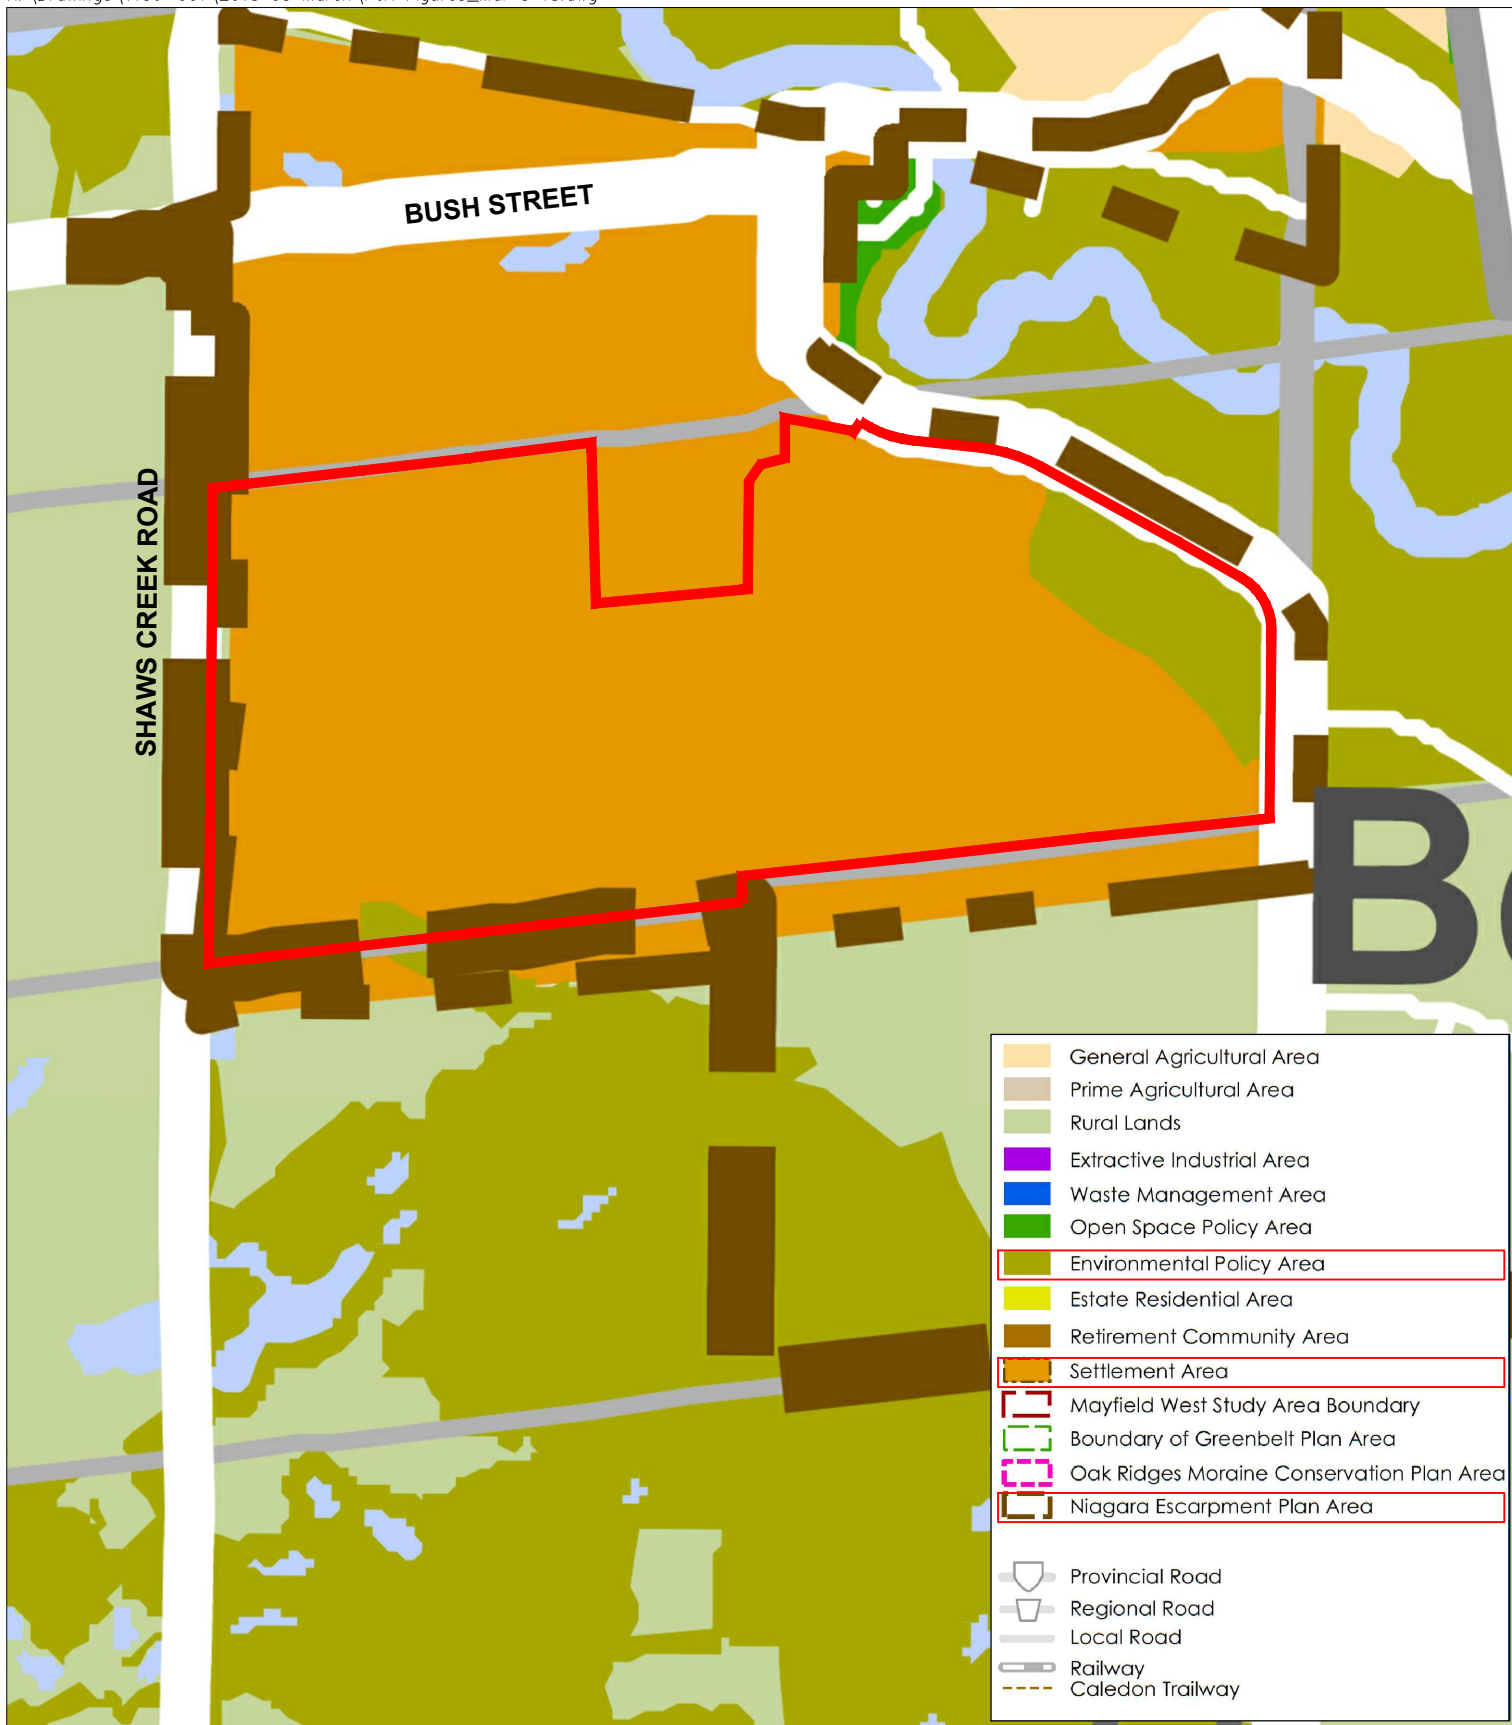 BUSH STREET
SHAWS CREEK ROAD
General Agricultural Area
Prime Agricultural Area
Rural Lands
Extractive Industrial Area
Waste Management Area
Open Space Policy Area
Environmental Policy Area
Estate Residential Area
Retirement Community Area
Settlement Area
Mayfield West Study Area Boundary
Boundary of Greenbelt Plan Area
Oak Ridges Moraine Conservation Plan Area
Niagara Escarpment Plan Area
Provincial Road
Regional Road
Local Road
Railway
Caledon Trailway